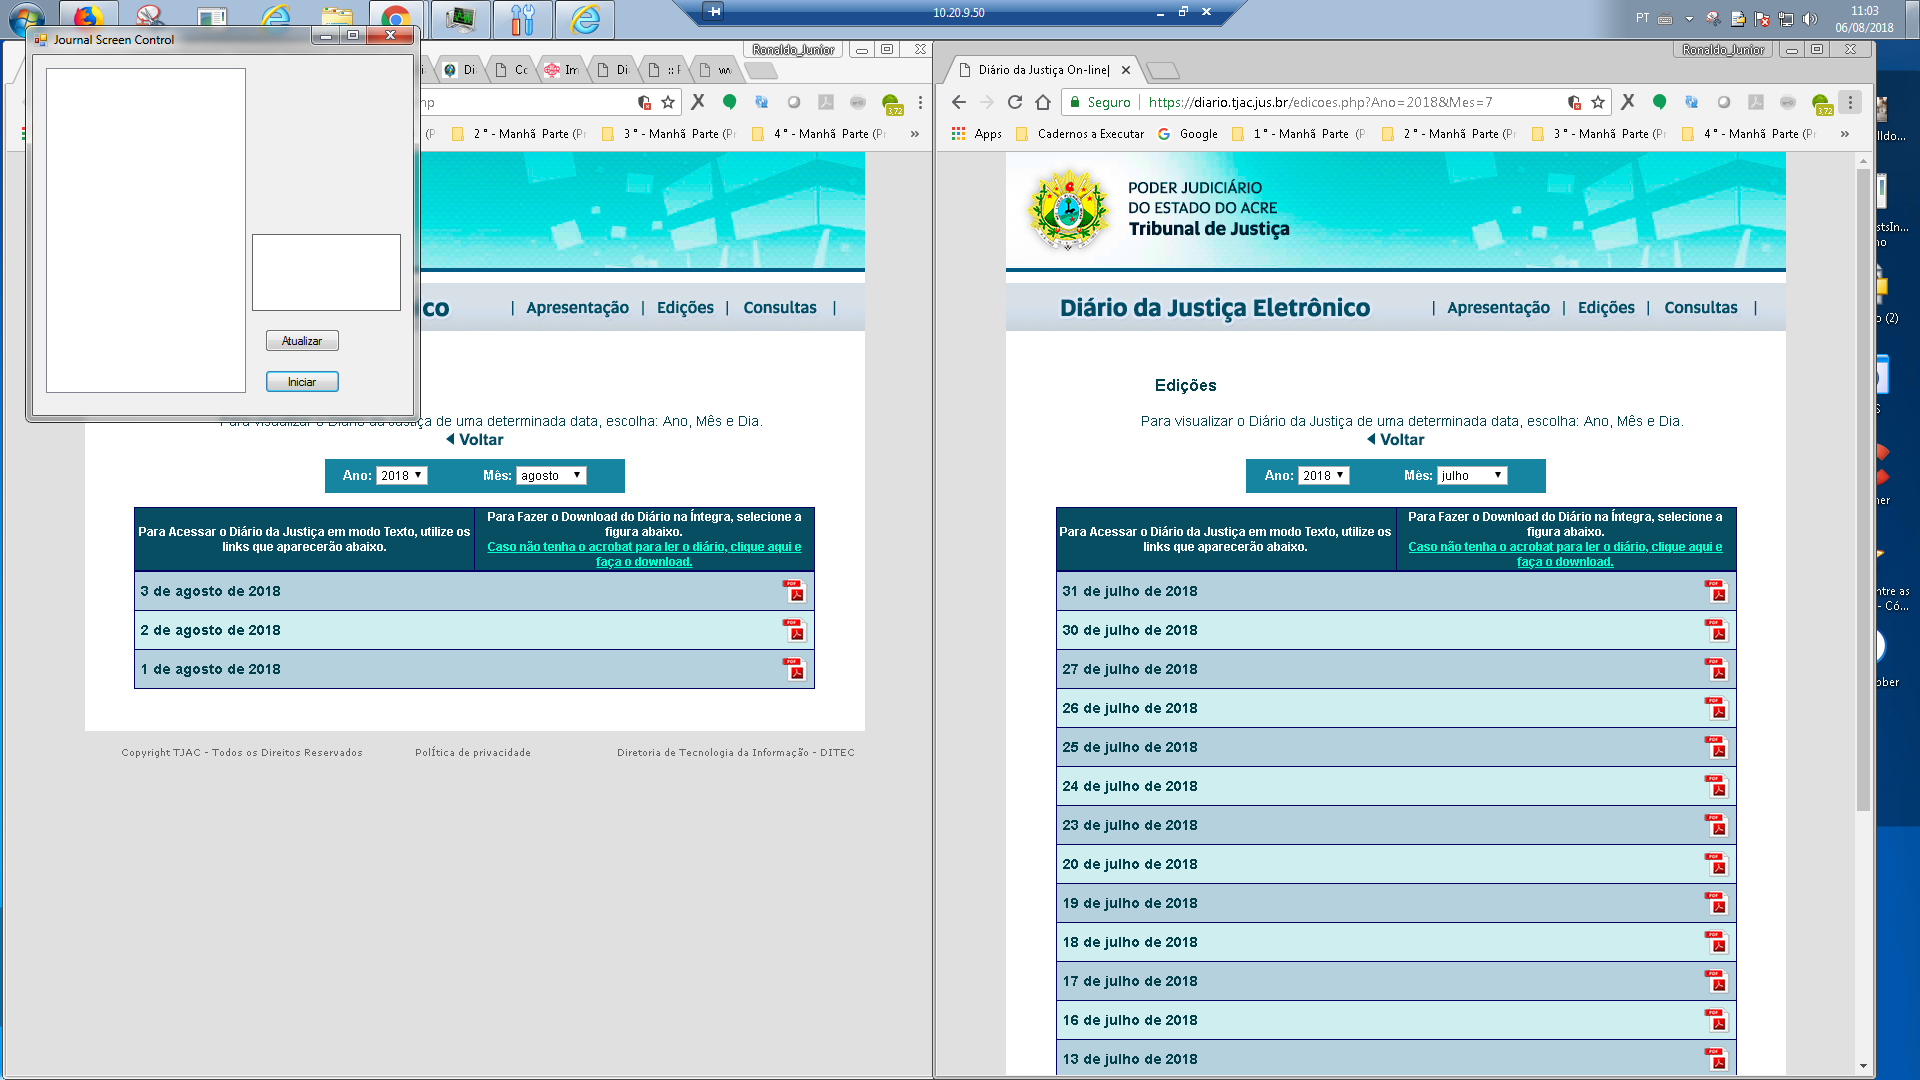 10.20.9.50
PT
11:03
06/08/2018
Journal Screen Control
Atualizar
Iniciar
Ronaldo_Junior
Di
Cc
Im
Di
:: F
w
np
2 ° - Manhã Parte (Pr
3 ° - Manhã Parte (Pr
4 ° - Manhã Parte (Pr
»
3,72
co
| Apresentação | Edições | Consultas |
Para visualizar o Diário da Justiça de uma determinada data, escolha: Ano, Mês e Dia.
Voltar
Ano: 2018 Mês: agosto
Para Acessar o Diário da Justiça em modo Texto, utilize os
links que aparecerão abaixo.
Para Fazer o Download do Diário na Íntegra, selecione a
figura abaixo.
Caso não tenha o acrobat para ler o diário, clique aqui e
faça o download.
3 de agosto de 2018
2 de agosto de 2018
1 de agosto de 2018
Copyright TJAC - Todos os Direitos Reservados
Política de privacidade
Diretoria de Tecnologia da Informação - DITEC
Ronaldo_Junior
Diário da Justiça On-line|
Seguro
https://diario.tjac.jus.br/edicoes.php?Ano=2018&Mes=7
3,72
Apps
Cadernos a Executar
Google
1 ° - Manhã Parte (P
2 ° - Manhã Parte (Pr
3 ° - Manhã Parte (Pr
4 ° - Manhã Parte (Pr
»
PODER JUDICIÁRIO
DO ESTADO DO ACRE
Tribunal de Justiça
Diário da Justiça Eletrônico
| Apresentação | Edições | Consultas |
Edições
Para visualizar o Diário da Justiça de uma determinada data, escolha: Ano, Mês e Dia.
Voltar
Ano: 2018 Mês: julho
Para Acessar o Diário da Justiça em modo Texto, utilize os
links que aparecerão abaixo.
Para Fazer o Download do Diário na Íntegra, selecione a
figura abaixo.
Caso não tenha o acrobat para ler o diário, clique aqui e
faça o download.
31 de julho de 2018
30 de julho de 2018
27 de julho de 2018
26 de julho de 2018
25 de julho de 2018
24 de julho de 2018
23 de julho de 2018
20 de julho de 2018
19 de julho de 2018
18 de julho de 2018
17 de julho de 2018
16 de julho de 2018
13 de julho de 2018
lldo...
stsIn...
no
o (2)
S
ner
ntre as
- Có...
ober